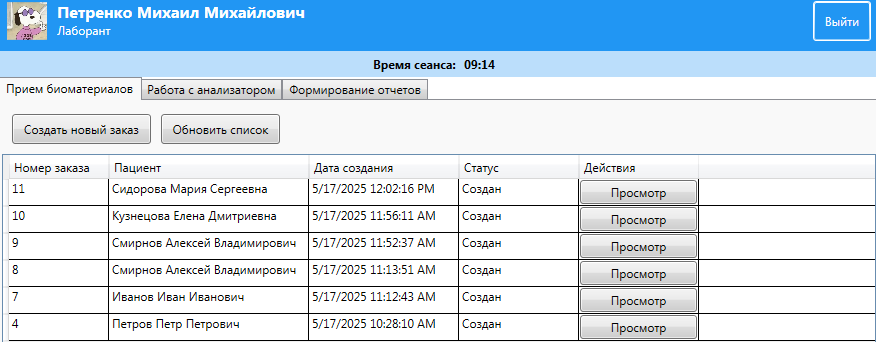 Петренко Михаил Михайлович
Лаборант
Выйти
Время сеанса: 09:14
Прием биоматериалов Работа с анализатором Формирование отчетов
Создать новый заказ Обновить список
Номер заказа Пациент Дата создания Статус Действия
11 Сидорова Мария Сергеевна 5/17/2025 12:02:16 PM Создан Просмотр
10 Кузнецова Елена Дмитриевна 5/17/2025 11:56:11 AM Создан Просмотр
9 Смирнов Алексей Владимирович 5/17/2025 11:52:37 AM Создан Просмотр
8 Смирнов Алексей Владимирович 5/17/2025 11:13:51 AM Создан Просмотр
7 Иванов Иван Иванович 5/17/2025 11:12:43 AM Создан Просмотр
4 Петров Петр Петрович 5/17/2025 10:28:10 AM Создан Просмотр